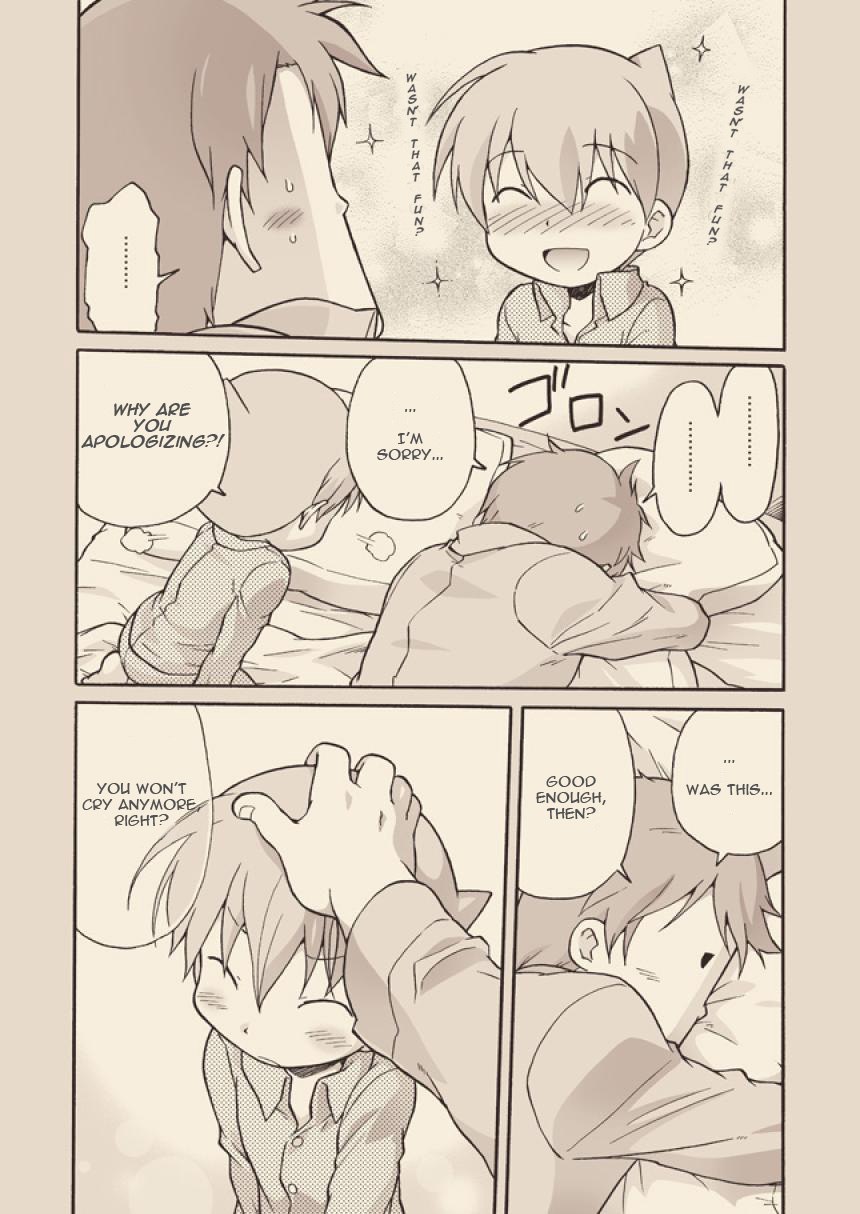 WASN'T THAT FUN?
WASN'T THAT FUN?
.........
.........
.........
ゴロン
...
I'M
SORRY...
WHY ARE
YOU
APOLOGIZING?!
...
WAS THIS...
GOOD
ENOUGH,
THEN?
YOU WON'T
CRY ANYMORE,
RIGHT?